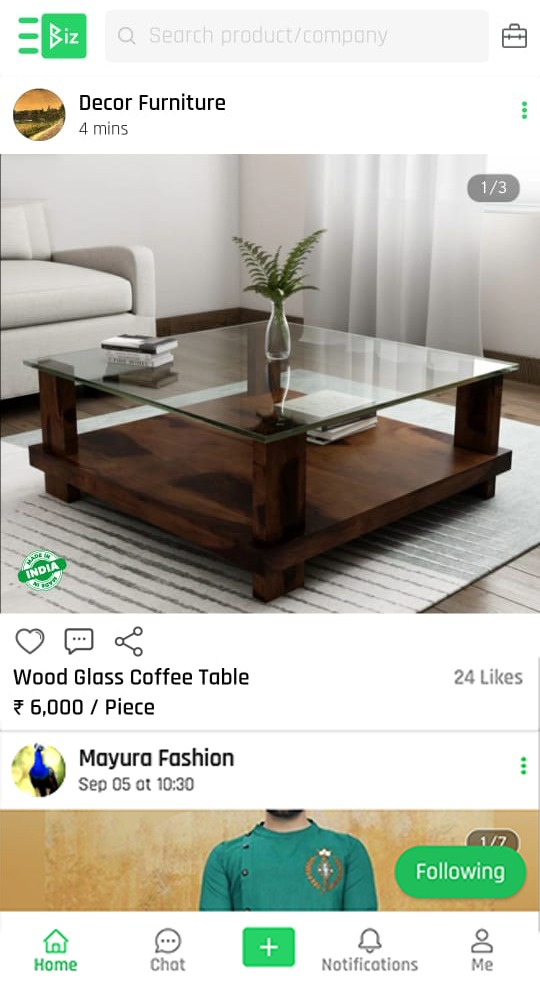 Biz
Search product/company
Decor Furniture
4 mins
1/3
MADE IN
INDIA
Wood Glass Coffee Table
24 Likes
₹ 6,000 / Piece
Mayura Fashion
Sep 05 at 10:30
1/7
Following
Home
Chat
Notifications
Me